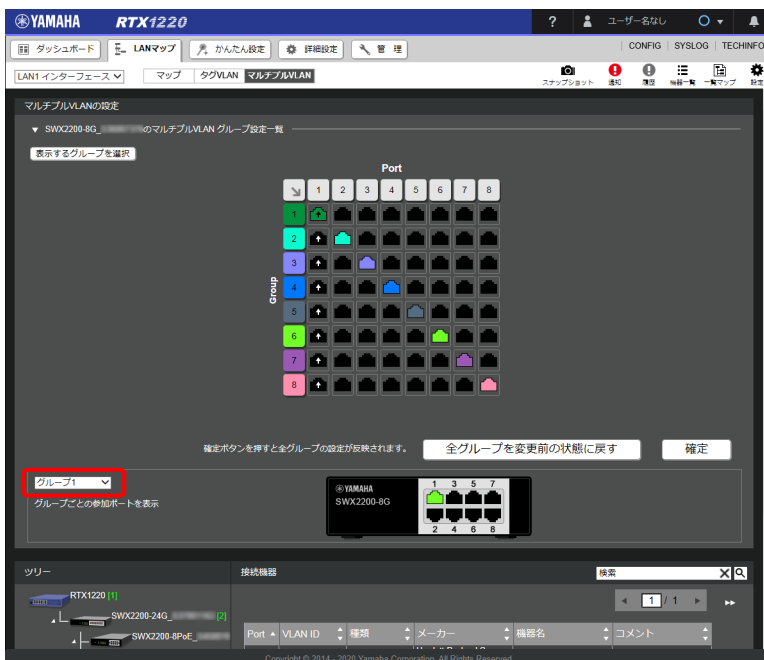 YAMAHA RTX1220 ? ユーザーなし
ダッシュボード LANマップ かんたん設定 詳細設定 管 理 CONFIG SYSLOG TECHINFO
LAN1 インターフェース マップ タグVLAN マルチプルVLAN スナップショット 通知 履歴 機器一覧 一覧マップ 設定
マルチプルVLANの設定
▼ SWX2200-8G_ のマルチプルVLAN グループ設定一覧
表示するグループを選択
Port
1 2 3 4 5 6 7 8
Group
1
2
3
4
5
6
7
8
確定ボタンを押すと全グループの設定が反映されます。 全グループを変更前の状態に戻す 確定
グループ1
グループごとの参加ポートを表示
YAMAHA
SWX2200-8G
1 3 5 7
2 4 6 8
ツリー 接続機器 検索 X
RTX1220 [1]
1 / 1
SWX2200-24G_ [2]
SWX2200-8PoE_
Port VLAN ID 種類 メーカー 機器名 コメント
Copyright © 2014 - 2020 Yamaha Corporation. All Rights Reserved.